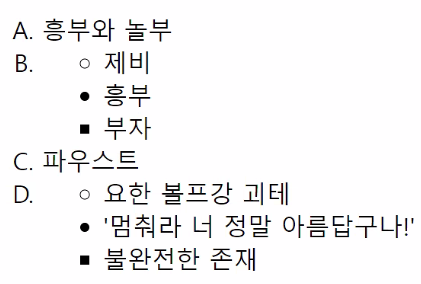 A. 흥부와 놀부
B. ○ 제비
● 흥부
■ 부자
C. 파우스트
D. ○ 요한 볼프강 괴테
● '멈춰라 너 정말 아름답구나!'
■ 불완전한 존재